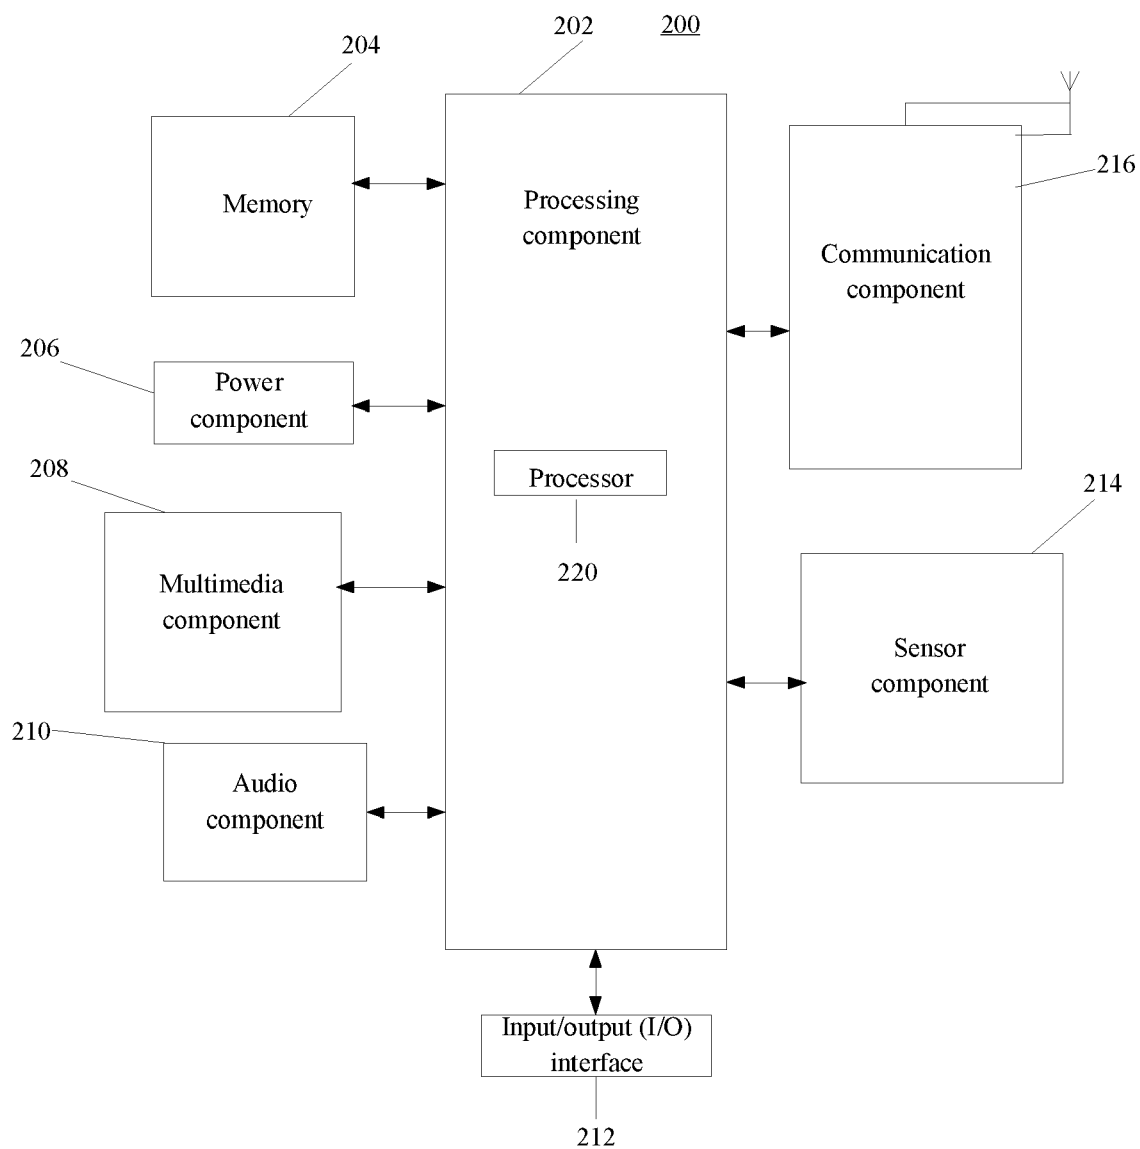 200
202
204
Memory
Processing
component
216
Communication
component
206
Power
component
208
Processor
220
214
Multimedia
component
Sensor
component
210
Audio
component
Input/output (I/O)
interface
212